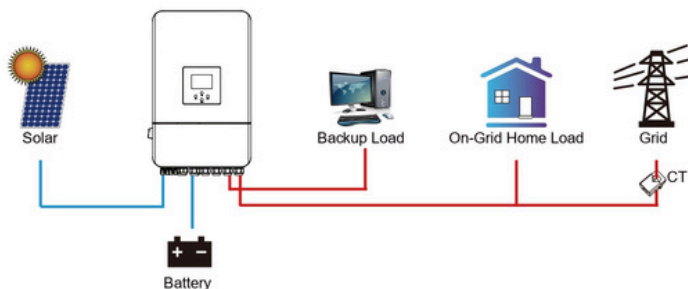 Solar
Backup Load
On-Grid Home Load
Grid
CT
+ −
Battery